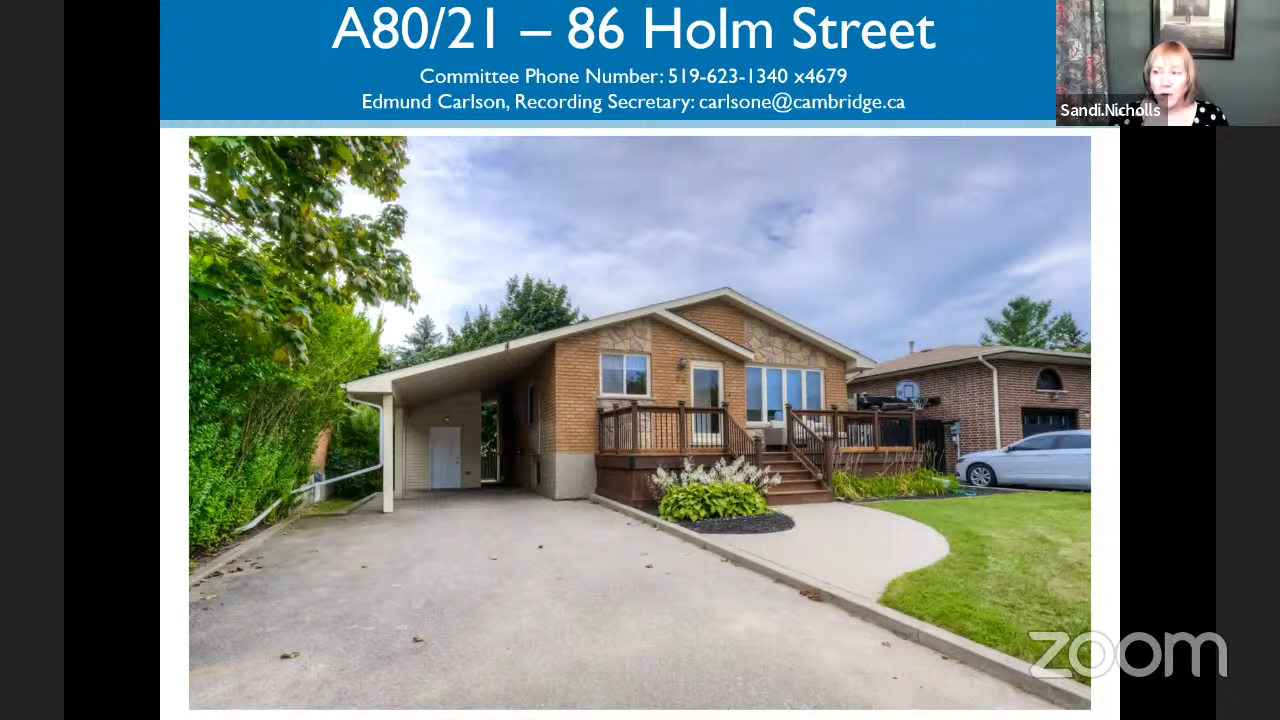 A80/21 – 86 Holm Street
Committee Phone Number: 519-623-1340 x4679
Edmund Carlson, Recording Secretary: carlsone@cambridge.ca
Sandi.Nicholls
zoom